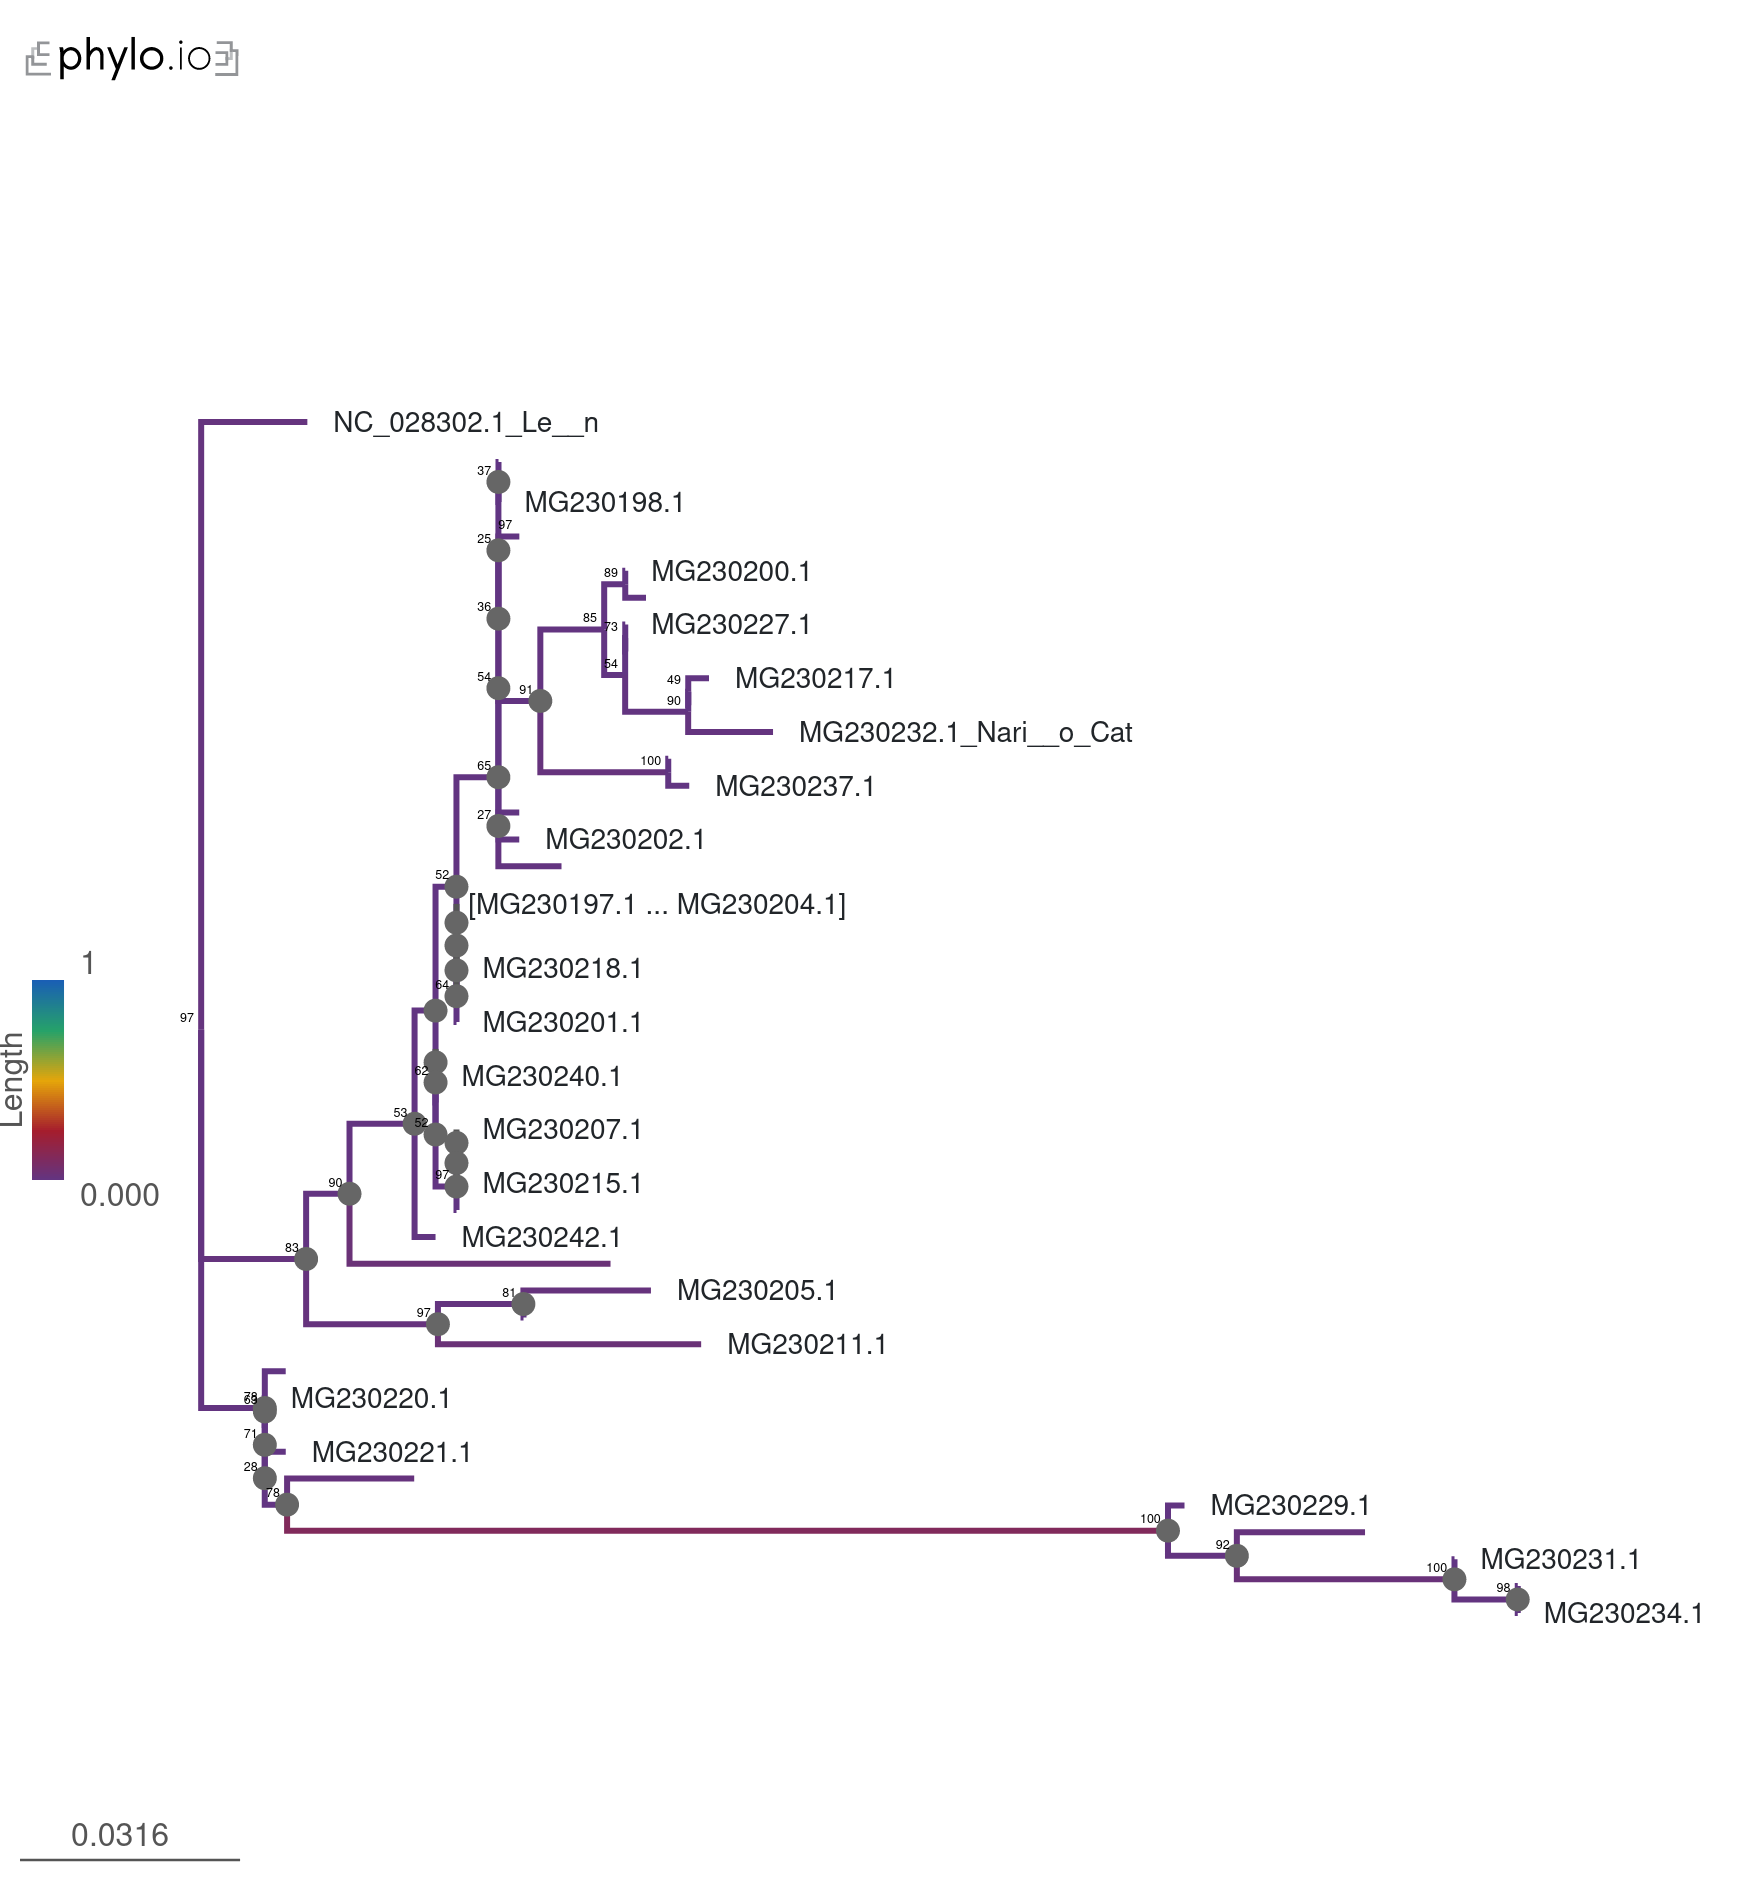 phylo.io
NC_028302.1_Le__n
37
MG230198.1
97
25
89
MG230200.1
36
85
73
MG230227.1
54
54
49
MG230217.1
91
90
MG230232.1_Nari__o_Cat
65
100
MG230237.1
27
MG230202.1
52
[MG230197.1 ... MG230204.1]
1
MG230218.1
64
97
MG230201.1
Length
62
MG230240.1
53
52
MG230207.1
97
MG230215.1
90
0.000
83
MG230242.1
81
MG230205.1
97
MG230211.1
78
MG230220.1
71
MG230221.1
28
78
100
MG230229.1
92
100
MG230231.1
98
MG230234.1
0.0316